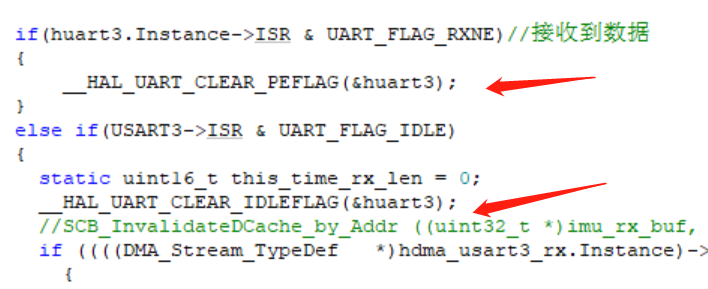 if(huart3.Instance->ISR & UART_FLAG_RXNE)//接收到数据
{
__HAL_UART_CLEAR_PEFLAG(&huart3);
}
else if(USART3->ISR & UART_FLAG_IDLE)
{
static uint16_t this_time_rx_len = 0;
__HAL_UART_CLEAR_IDLEFLAG(&huart3);
//SCB_InvalidateDCache_by_Addr ((uint32_t *)imu_rx_buf,
if ((((DMA_Stream_TypeDef   *)hdma_usart3_rx.Instance)->
{